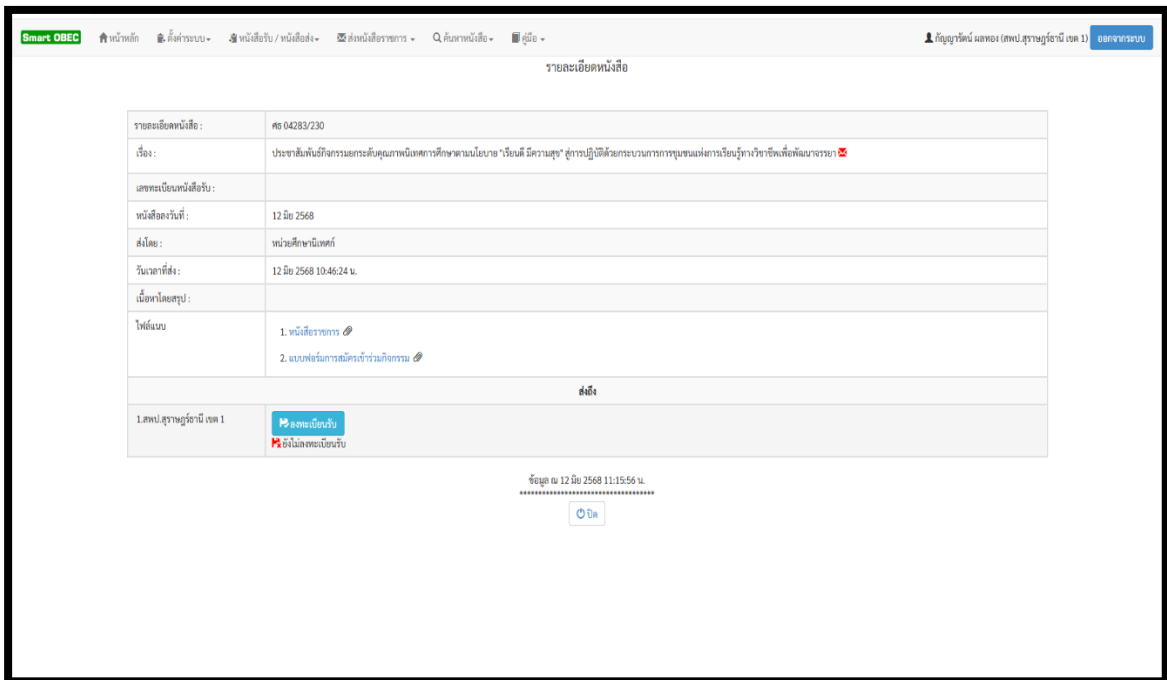 Smart OBEC หน้าหลัก ตั้งค่าระบบ หนังสือรับ / หนังสือส่ง ส่งหนังสือราชการ ค้นหาหนังสือ คู่มือ กัญญารัตน์ ผลทอง (สพป.สุราษฎร์ธานี เขต 1) ออกจากระบบ
รายละเอียดหนังสือ
รายละเอียดหนังสือ : ศธ 04283/230
เรื่อง : ประชาสัมพันธ์กิจกรรมยกระดับคุณภาพนิเทศการศึกษาตามนโยบาย "เรียนดี มีความสุข" สู่การปฏิบัติด้วยกระบวนการการชุมชนแห่งการเรียนรู้ทางวิชาชีพเพื่อพัฒนาจรรยา
เลขทะเบียนหนังสือรับ :
หนังสือลงวันที่ : 12 มิย 2568
ส่งโดย : หน่วยศึกษานิเทศก์
วันเวลาที่ส่ง : 12 มิย 2568 10:46:24 น.
เนื้อหาโดยสรุป :
ไฟล์แนบ
1. หนังสือราชการ
2. แบบฟอร์มการสมัครเข้าร่วมกิจกรรม
ส่งถึง
1.สพป.สุราษฎร์ธานี เขต 1 ลงทะเบียนรับ
ยังไม่ลงทะเบียนรับ
ข้อมูล ณ 12 มิย 2568 11:15:56 น.
************************************
ปิด